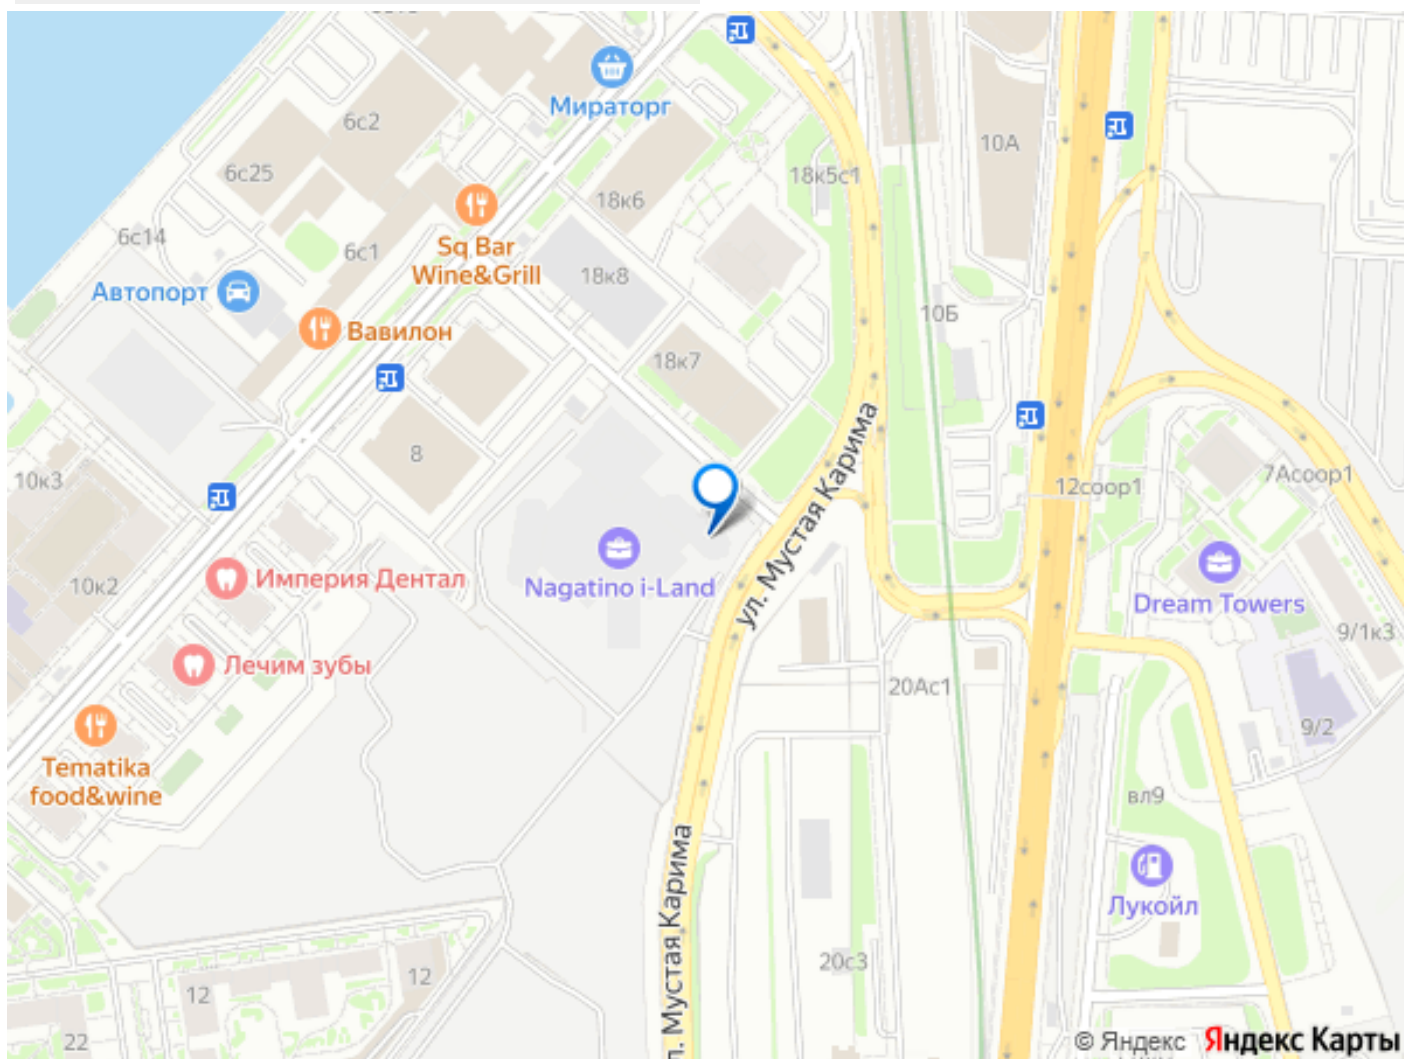 Мираторг
6с2
10А
6с25
18к5с1
18к6
Sq Bar
Wine&Grill
6с14
6с1
18к8
Автопорт
10Б
Вавилон
18к7
8
ул. Мустая Карима
10к3
12соор1
7Асоор1
Империя Дентал
Nagatino i-Land
10к2
Dream Towers
9/1к3
Лечим зубы
20Ас1
9/2
Tematika
food&wine
вл9
л. Мустая Карима
Лукойл
20с3
12
12
22
© Яндекс Яндекс Карты